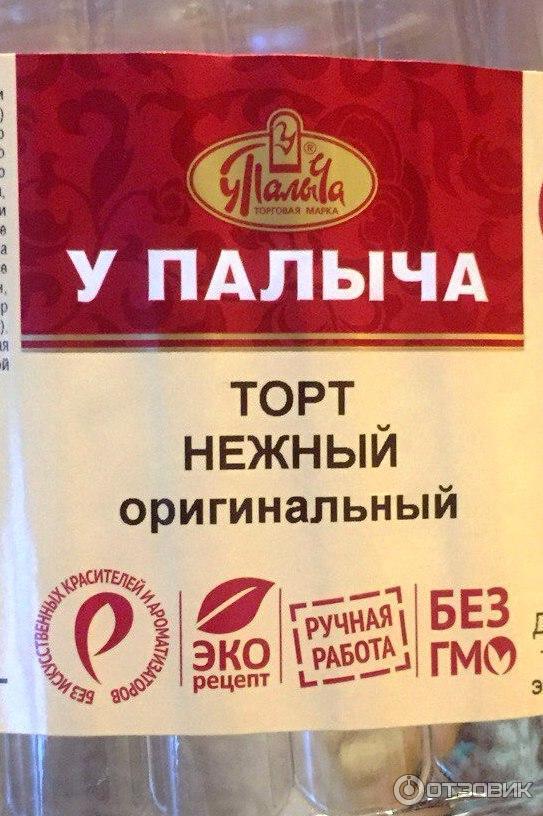 У
®
у Палыча
ТОРГОВАЯ МАРКА
У ПАЛЫЧА
ТОРТ
НЕЖНЫЙ
оригинальный
БЕЗ ИСКУССТВЕННЫХ КРАСИТЕЛЕЙ И АРОМАТИЗАТОРОВ
ЭКО
рецепт
РУЧНАЯ
РАБОТА
БЕЗ
ГМО
ОТЗОВИК